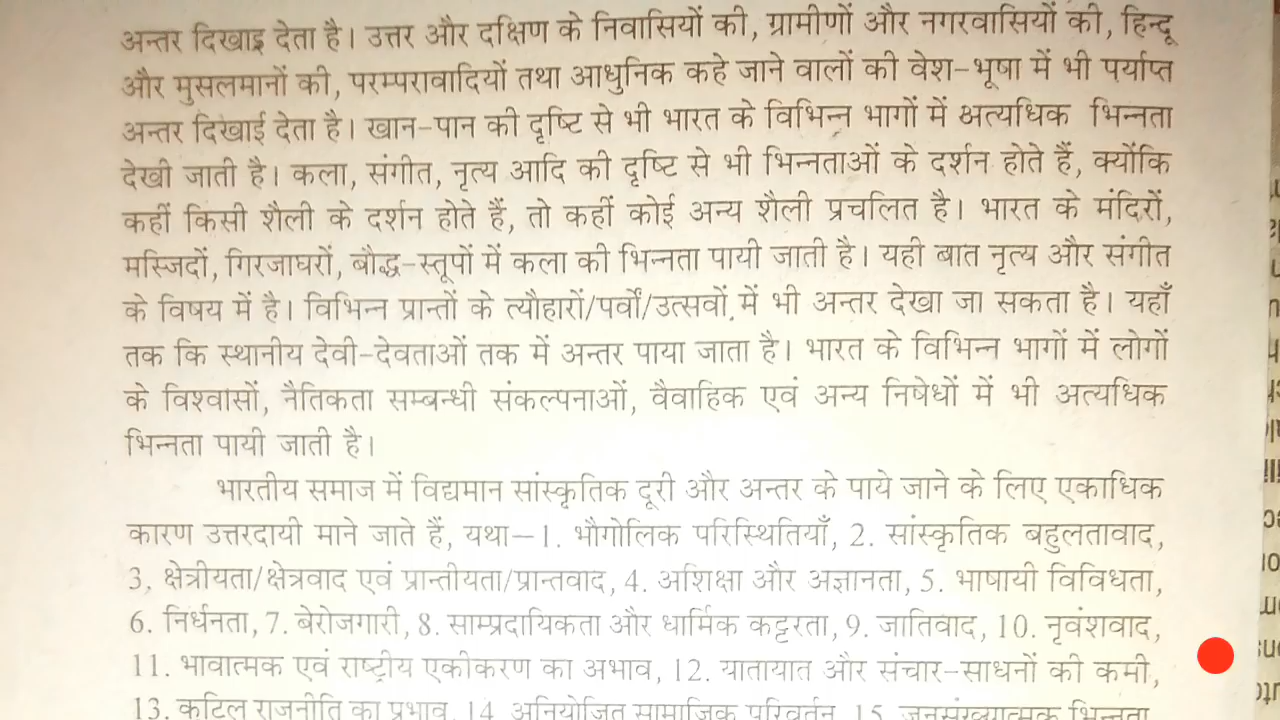 अन्तर दिखाइ देता है। उत्तर और दक्षिण के निवासियों की, ग्रामीणों और नगरवासियों की, हिन्दू
और मुसलमानों की, परम्परावादियों तथा आधुनिक कहे जाने वालों की वेश-भूषा में भी पर्याप्त
अन्तर दिखाई देता है। खान-पान की दृष्टि से भी भारत के विभिन्न भागों में अत्यधिक भिन्नता
देखी जाती है। कला, संगीत, नृत्य आदि की दृष्टि से भी भिन्नताओं के दर्शन होते हैं, क्योंकि
कहीं किसी शैली के दर्शन होते हैं, तो कहीं कोई अन्य शैली प्रचलित है। भारत के मंदिरों,
मस्जिदों, गिरजाघरों, बौद्ध-स्तूपों में कला की भिन्नता पायी जाती है। यही बात नृत्य और संगीत
के विषय में है। विभिन्न प्रान्तों के त्यौहारों/पर्वों/उत्सवों में भी अन्तर देखा जा सकता है। यहाँ
तक कि स्थानीय देवी-देवताओं तक में अन्तर पाया जाता है। भारत के विभिन्न भागों में लोगों
के विश्वासों, नैतिकता सम्बन्धी संकल्पनाओं, वैवाहिक एवं अन्य निषेधों में भी अत्यधिक
भिन्नता पायी जाती है।
भारतीय समाज में विद्यमान सांस्कृतिक दूरी और अन्तर के पाये जाने के लिए एकाधिक
कारण उत्तरदायी माने जाते हैं, यथा—1. भौगोलिक परिस्थितियाँ, 2. सांस्कृतिक बहुलतावाद,
3, क्षेत्रीयता/क्षेत्रवाद एवं प्रान्तीयता/प्रान्तवाद, 4. अशिक्षा और अज्ञानता, 5. भाषायी विविधता,
6. निर्धनता, 7. बेरोजगारी, 8. साम्प्रदायिकता और धार्मिक कट्टरता, 9. जातिवाद, 10. नृवंशवाद,
11. भावात्मक एवं राष्ट्रीय एकीकरण का अभाव, 12. यातायात और संचार-साधनों की कमी,
13. कुटिल राजनीति का प्रभाव, 14. अनियोजित सामाजिक परिवर्तन, 15. जनसंख्यात्मक भिन्नता